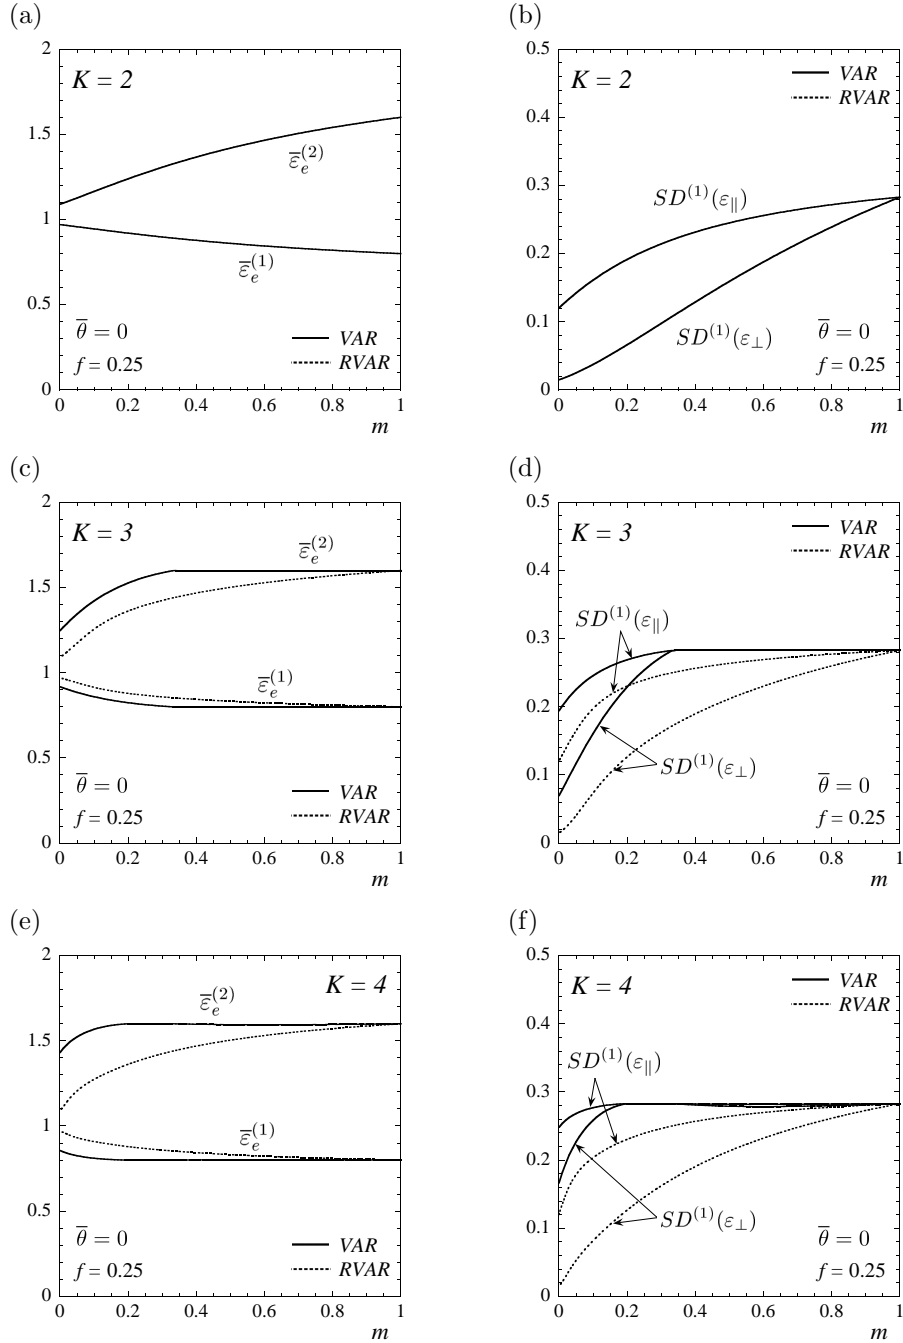 (a)
2
1.5
1
0.5
0
K = 2
ε̅ₑ⁽²⁾
ε̅ₑ⁽¹⁾
θ̅ = 0
f = 0.25
VAR
RVAR
0 0.2 0.4 0.6 0.8 1
m
(b)
0.5
0.4
0.3
0.2
0.1
0
K = 2
VAR
RVAR
SD⁽¹⁾(ε∥)
SD⁽¹⁾(ε⊥)
θ̅ = 0
f = 0.25
0 0.2 0.4 0.6 0.8 1
m
(c)
2
1.5
1
0.5
0
K = 3
ε̅ₑ⁽²⁾
ε̅ₑ⁽¹⁾
θ̅ = 0
f = 0.25
VAR
RVAR
0 0.2 0.4 0.6 0.8 1
m
(d)
0.5
0.4
0.3
0.2
0.1
0
K = 3
VAR
RVAR
SD⁽¹⁾(ε∥)
SD⁽¹⁾(ε⊥)
θ̅ = 0
f = 0.25
0 0.2 0.4 0.6 0.8 1
m
(e)
2
1.5
1
0.5
0
K = 4
ε̅ₑ⁽²⁾
ε̅ₑ⁽¹⁾
θ̅ = 0
f = 0.25
VAR
RVAR
0 0.2 0.4 0.6 0.8 1
m
(f)
0.5
0.4
0.3
0.2
0.1
0
K = 4
VAR
RVAR
SD⁽¹⁾(ε∥)
SD⁽¹⁾(ε⊥)
θ̅ = 0
f = 0.25
0 0.2 0.4 0.6 0.8 1
m